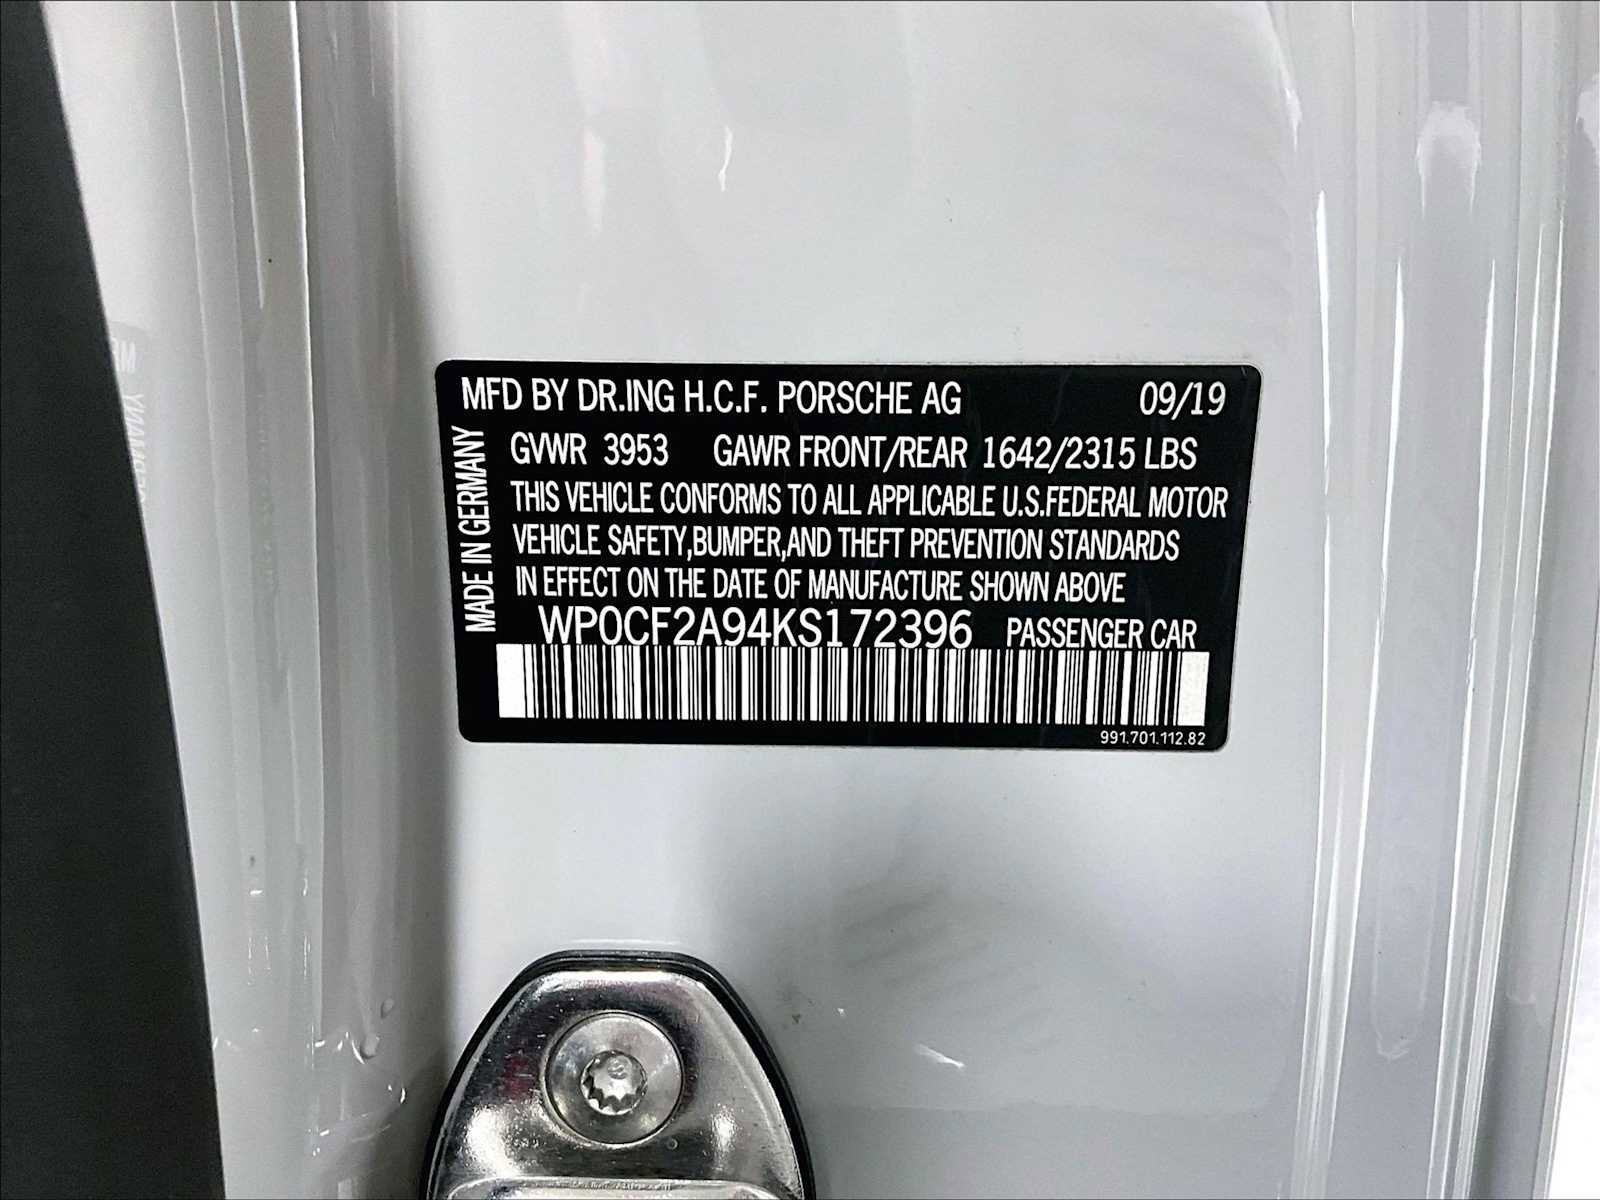 MFD BY DR.ING H.C.F. PORSCHE AG 09/19
GVWR 3953 GAWR FRONT/REAR 1642/2315 LBS
THIS VEHICLE CONFORMS TO ALL APPLICABLE U.S.FEDERAL MOTOR
VEHICLE SAFETY,BUMPER,AND THEFT PREVENTION STANDARDS
IN EFFECT ON THE DATE OF MANUFACTURE SHOWN ABOVE
MADE IN GERMANY
WP0CF2A94KS172396 PASSENGER CAR
991.701.112.82